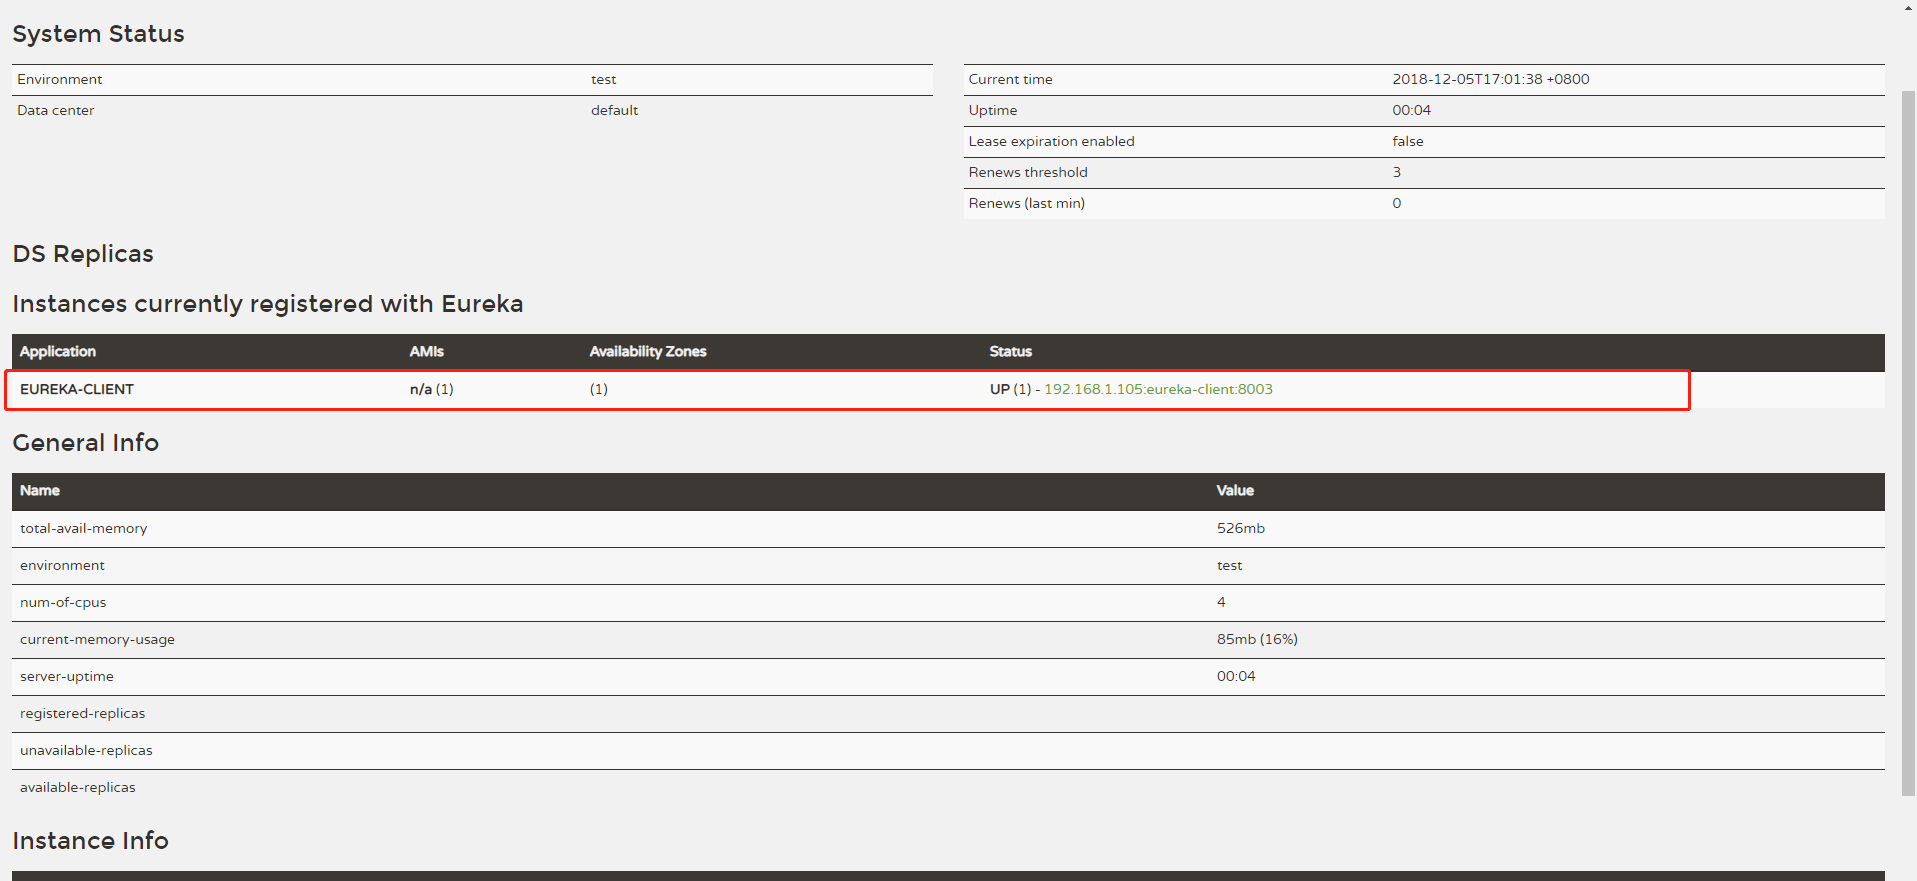 System Status
Environment test
Data center default
Current time 2018-12-05T17:01:38 +0800
Uptime 00:04
Lease expiration enabled false
Renews threshold 3
Renews (last min) 0
DS Replicas
Instances currently registered with Eureka
Application AMIs Availability Zones Status
EUREKA-CLIENT n/a (1) (1) UP (1) - 192.168.1.105:eureka-client:8003
General Info
Name Value
total-avail-memory 526mb
environment test
num-of-cpus 4
current-memory-usage 85mb (16%)
server-uptime 00:04
registered-replicas
unavailable-replicas
available-replicas
Instance Info